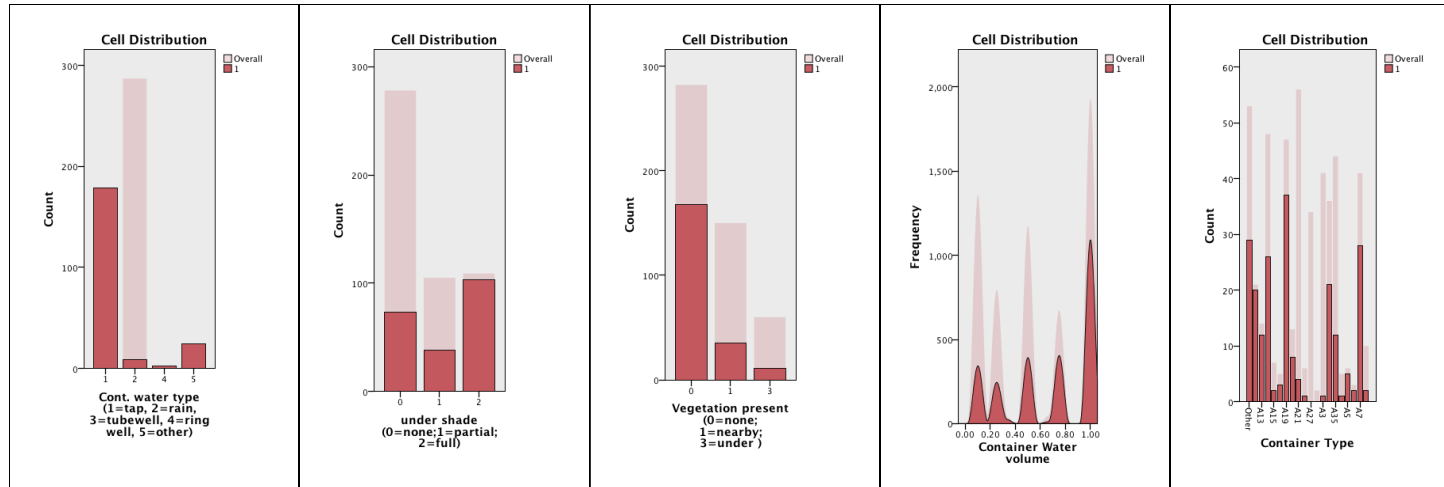 Cell Distribution
Overall
1
300
200
100
0
Count
1 2 4 5
Cont. water type
(1=tap, 2=rain,
3=tubewell, 4=ring
well, 5=other)
Cell Distribution
Overall
1
300
200
100
0
Count
0 1 2
under shade
(0=none;1=partial;
2=full)
Cell Distribution
Overall
1
300
200
100
0
Count
0 1 3
Vegetation present
(0=none;
1=nearby;
3=under )
Cell Distribution
Overall
1
2,000
1,500
1,000
500
0
Frequency
0.00 0.20 0.40 0.60 0.80 1.00
Container Water
volume
Cell Distribution
Overall
1
60
50
40
30
20
10
0
Count
Other A13 A15 A19 A21 A27 A3 A35 A5 A7
Container Type